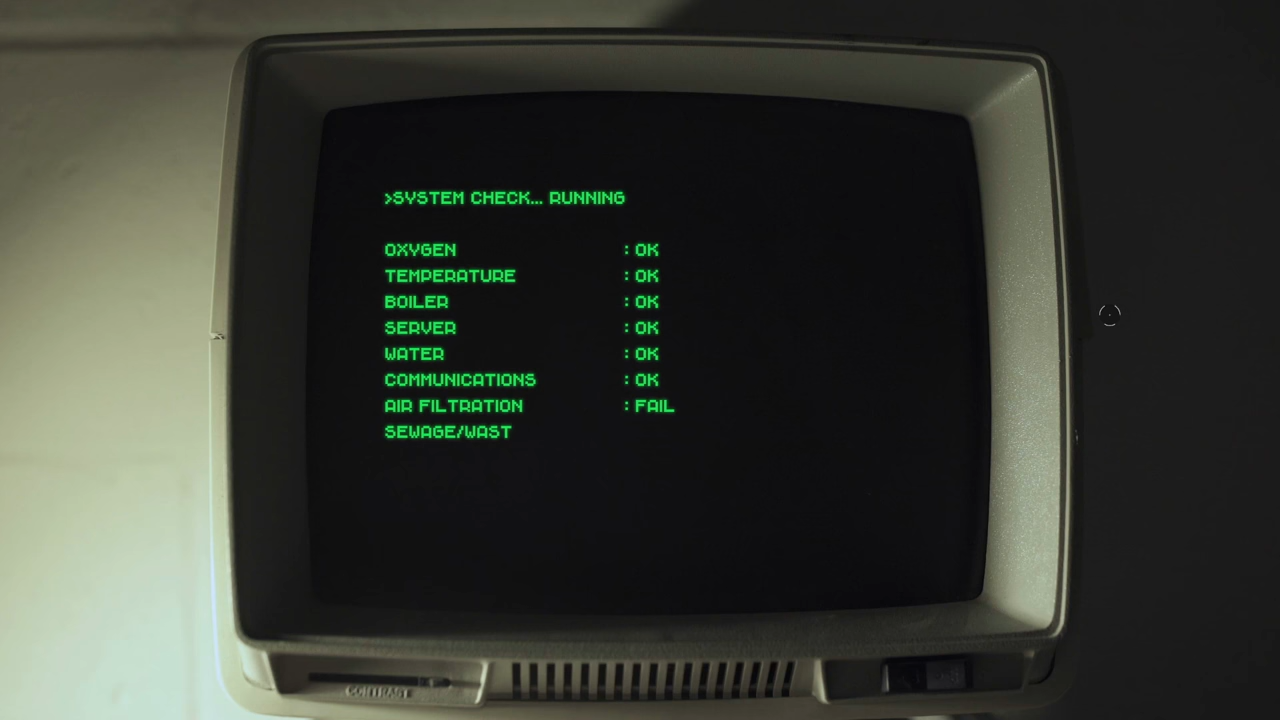 >SYSTEM CHECK... RUNNING
OXYGEN : OK
TEMPERATURE : OK
BOILER : OK
SERVER : OK
WATER : OK
COMMUNICATIONS : OK
AIR FILTRATION : FAIL
SEWAGE/WAST
CONTRAST